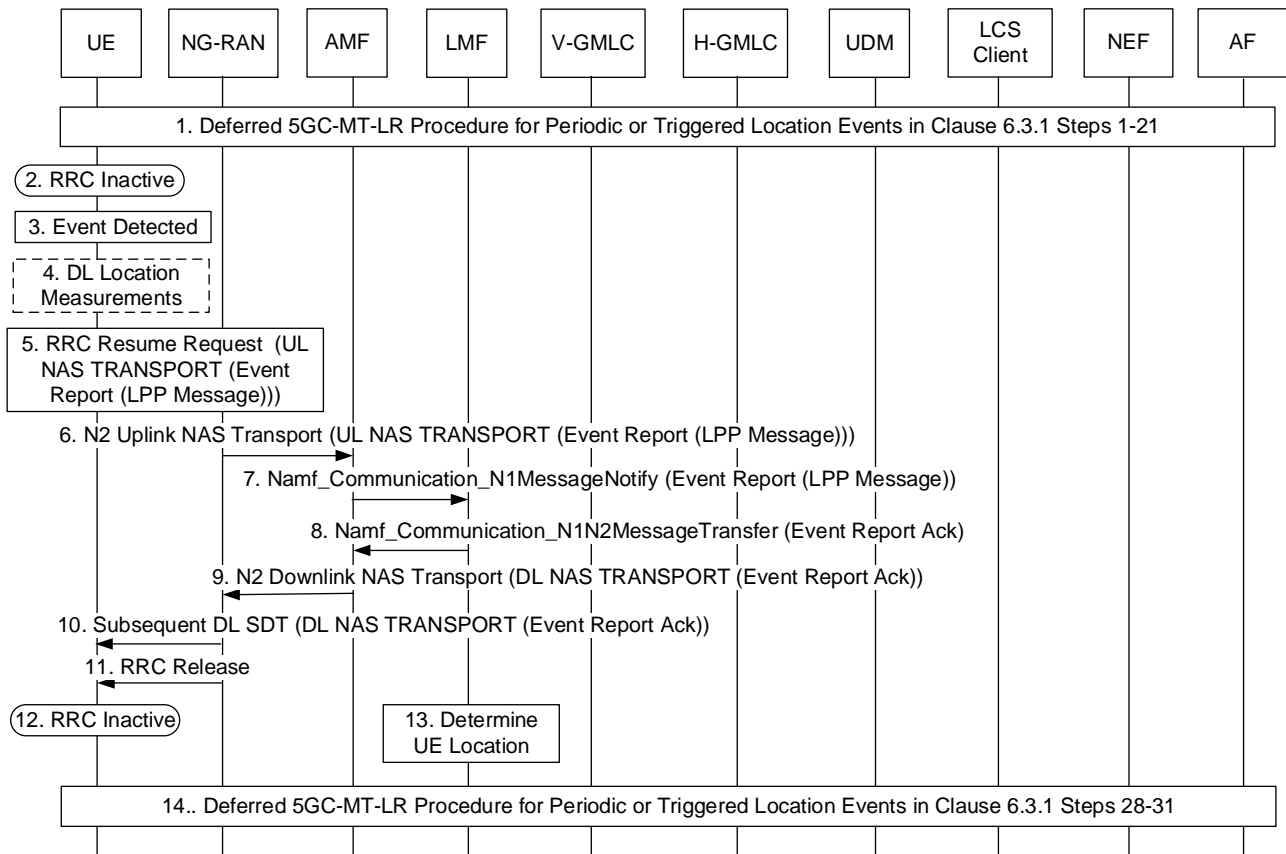 UE
NG-RAN
AMF
LMF
V-GMLC
H-GMLC
UDM
LCS
Client
NEF
AF
1. Deferred 5GC-MT-LR Procedure for Periodic or Triggered Location Events in Clause 6.3.1 Steps 1-21
2. RRC Inactive
3. Event Detected
4. DL Location
Measurements
5. RRC Resume Request (UL
NAS TRANSPORT (Event
Report (LPP Message)))
6. N2 Uplink NAS Transport (UL NAS TRANSPORT (Event Report (LPP Message)))
7. Namf_Communication_N1MessageNotify (Event Report (LPP Message))
8. Namf_Communication_N1N2MessageTransfer (Event Report Ack)
9. N2 Downlink NAS Transport (DL NAS TRANSPORT (Event Report Ack))
10. Subsequent DL SDT (DL NAS TRANSPORT (Event Report Ack))
11. RRC Release
12. RRC Inactive
13. Determine
UE Location
14.. Deferred 5GC-MT-LR Procedure for Periodic or Triggered Location Events in Clause 6.3.1 Steps 28-31